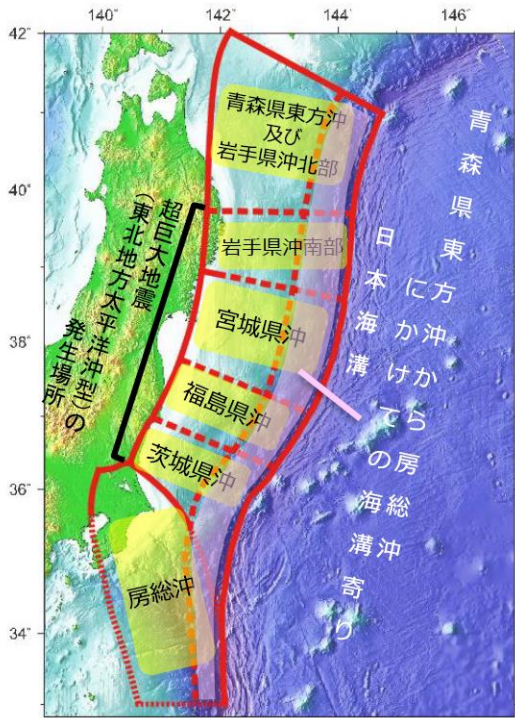 140°
142°
144°
146°
42°
40°
38°
36°
34°
青森県東方沖
及び
岩手県沖北部
岩手県沖南部
宮城県沖
福島県沖
茨城県沖
房総沖
超巨大地震
(東北地方太平洋沖型)の
発生場所
青森県東方沖から房総沖
にかけての海溝寄り
日本海溝